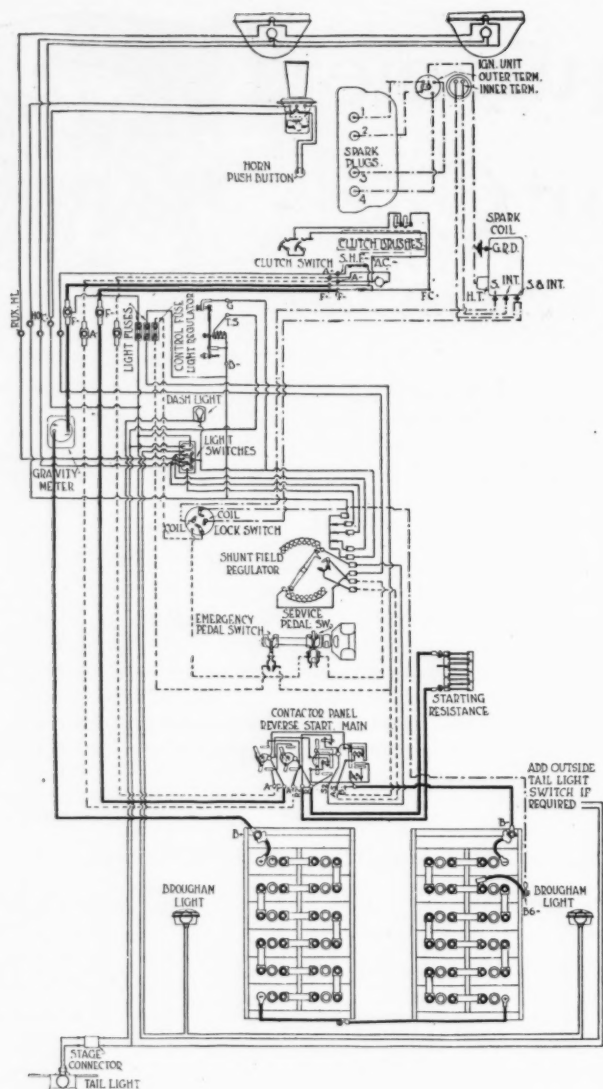 IGN. UNIT
OUTER TERM.
INNER TERM.
1
2
SPARK
PLUGS.
3
4
HORN
PUSH BUTTON
SPARK
COIL
G.R.D.
H.T.
S.
INT.
S & INT.
CLUTCH BRUSHES
CLUTCH SWITCH
S.H.F-
A-
A-
A.C.-
F-
F-
F.C-
AUX.
HL
HO-
F-
A-
F-
LIGHT FUSES
CONTROL FUSE
LIGHT REGULATOR
G
T.S.
B-
DASH LIGHT
LIGHT
SWITCHES
GRAVITY
METER
COIL
COIL
LOCK SWITCH
SHUNT FIELD
REGULATOR
SERVICE
PEDAL SW.
EMERGENCY
PEDAL SWITCH
STARTING
RESISTANCE
CONTACTOR PANEL
REVERSE START. MAIN
ADD OUTSIDE
TAIL LIGHT
SWITCH IF
REQUIRED
B-
B-
BROUGHAM
LIGHT
BROUGHAM
LIGHT
B6-
STAGE
CONNECTOR
TAIL LIGHT